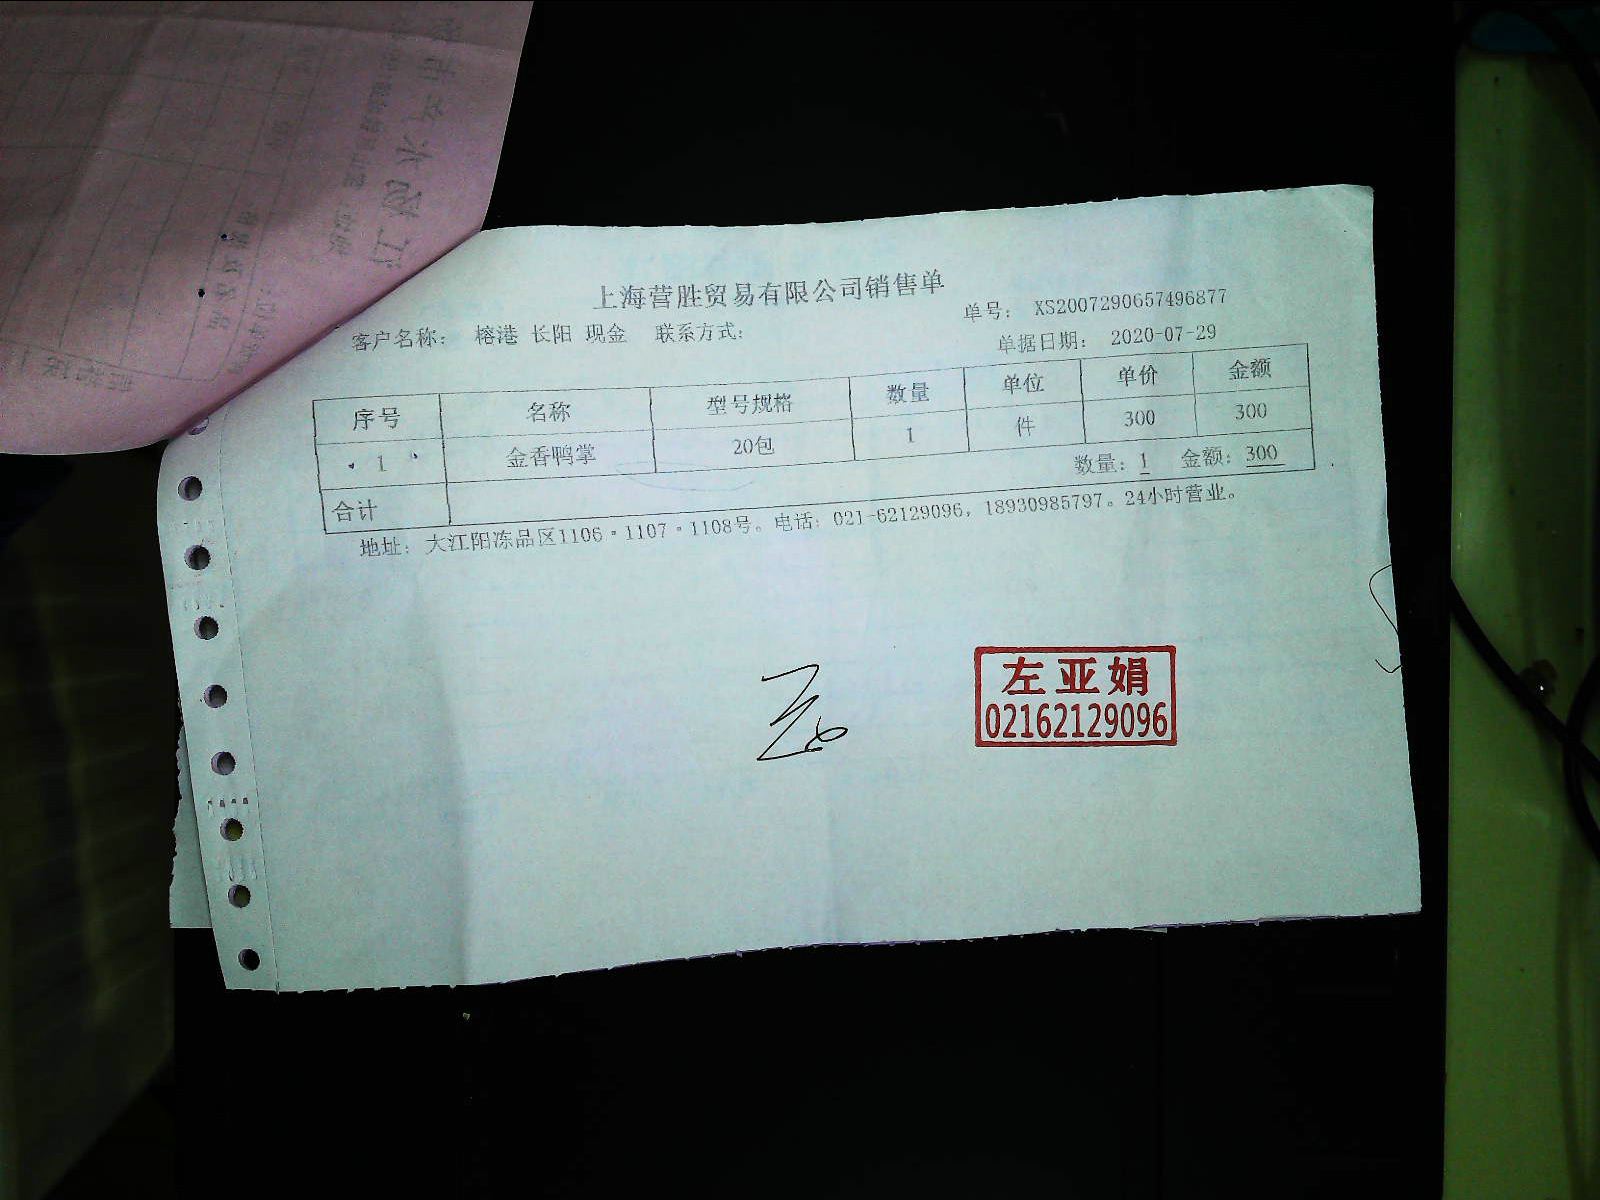 上海营胜贸易有限公司销售单
单号： XS2007290657496877
客户名称： 榕港 长阳 现金 联系方式：
单据日期： 2020-07-29
序号 名称 型号规格 数量 单位 单价 金额
1 金香鸭掌 20包 1 件 300 300
合计 数量：1 金额：300
地址：大江阳冻品区1106·1107·1108号。电话：021-62129096，18930985797。24小时营业。
左亚娟
02162129096